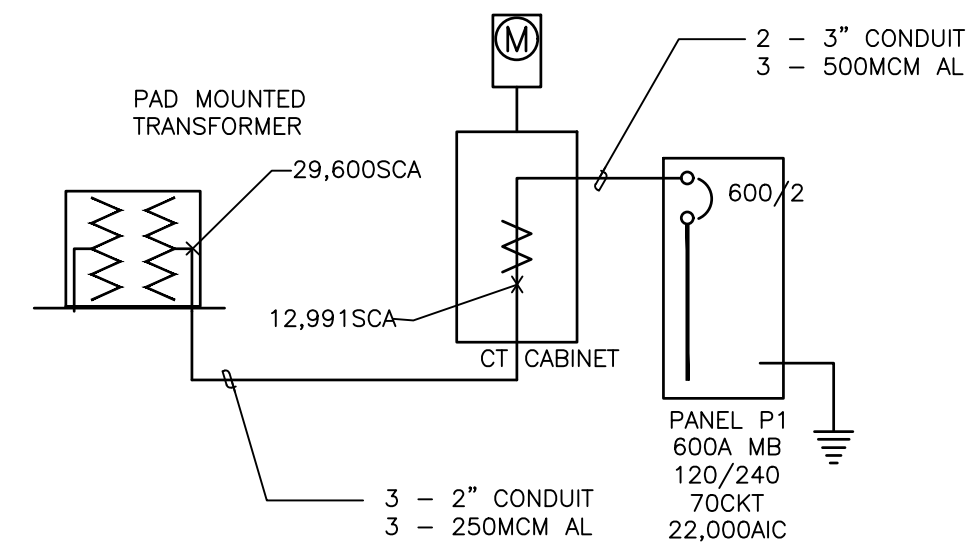 M
2 – 3” CONDUIT
3 – 500MCM AL
PAD MOUNTED
TRANSFORMER
29,600SCA
600/2
12,991SCA
CT CABINET
PANEL P1
600A MB
120/240
70CKT
22,000AIC
3 – 2” CONDUIT
3 – 250MCM AL